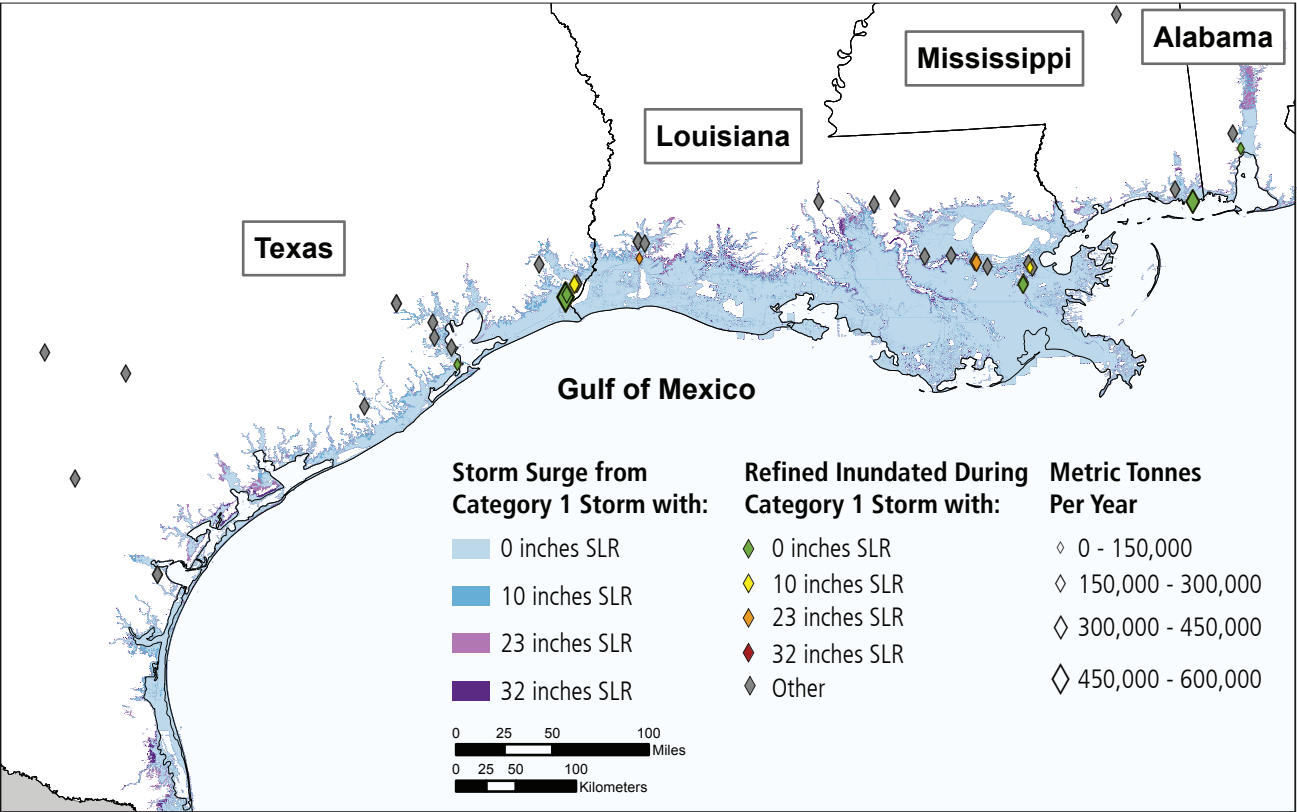 Alabama
Mississippi
Louisiana
Texas
Gulf of Mexico
Storm Surge from
Category 1 Storm with:
0 inches SLR
10 inches SLR
23 inches SLR
32 inches SLR
Refined Inundated During
Category 1 Storm with:
0 inches SLR
10 inches SLR
23 inches SLR
32 inches SLR
Other
Metric Tonnes
Per Year
0 - 150,000
150,000 - 300,000
300,000 - 450,000
450,000 - 600,000
0 25 50 100
Miles
0 25 50 100
Kilometers